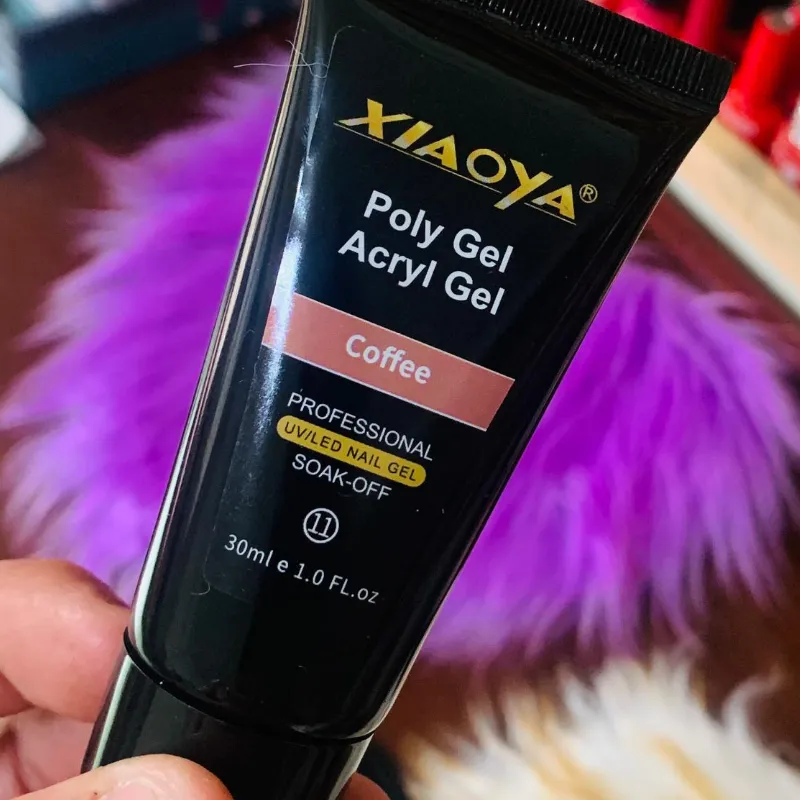 XIAOYA®
Poly Gel
Acryl Gel
Coffee
PROFESSIONAL
UV/LED NAIL GEL
SOAK-OFF
⑪
30ml e 1.0 FL.oz